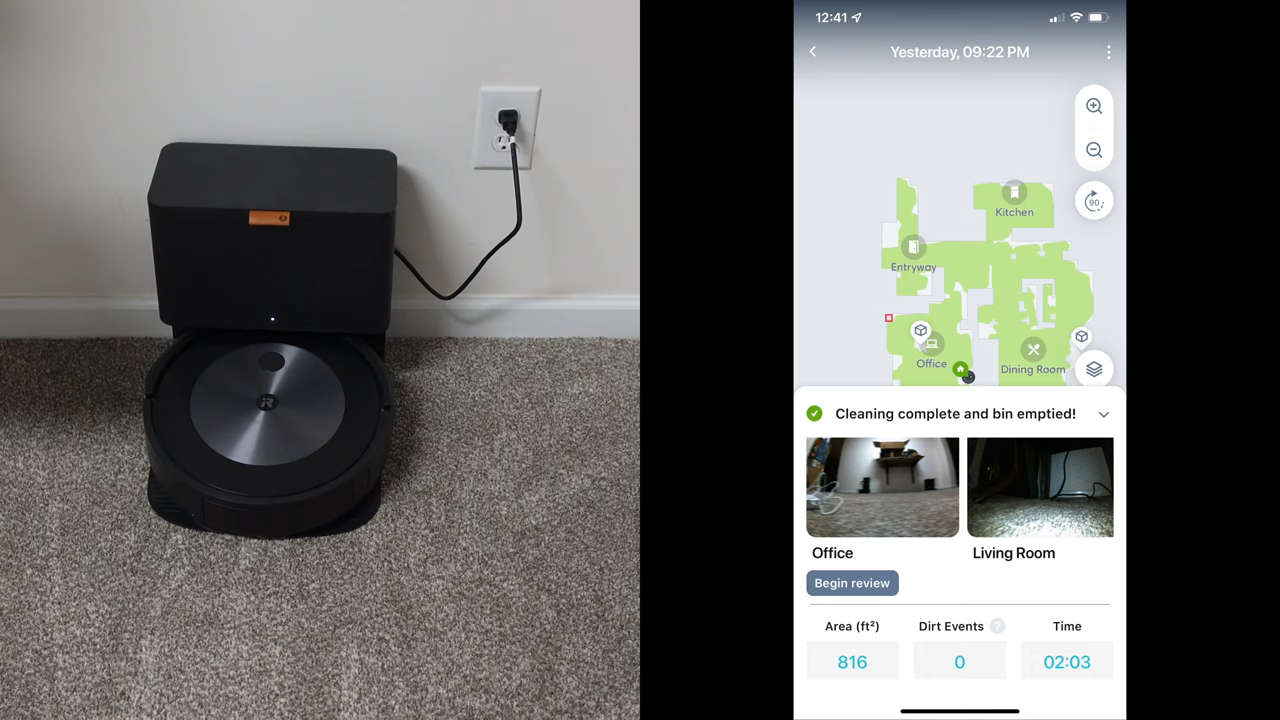 12:41
Yesterday, 09:22 PM
90
Kitchen
Entryway
Office
Dining Room
Cleaning complete and bin emptied!
Office
Living Room
Begin review
Area (ft²)
Dirt Events ?
Time
816
0
02:03